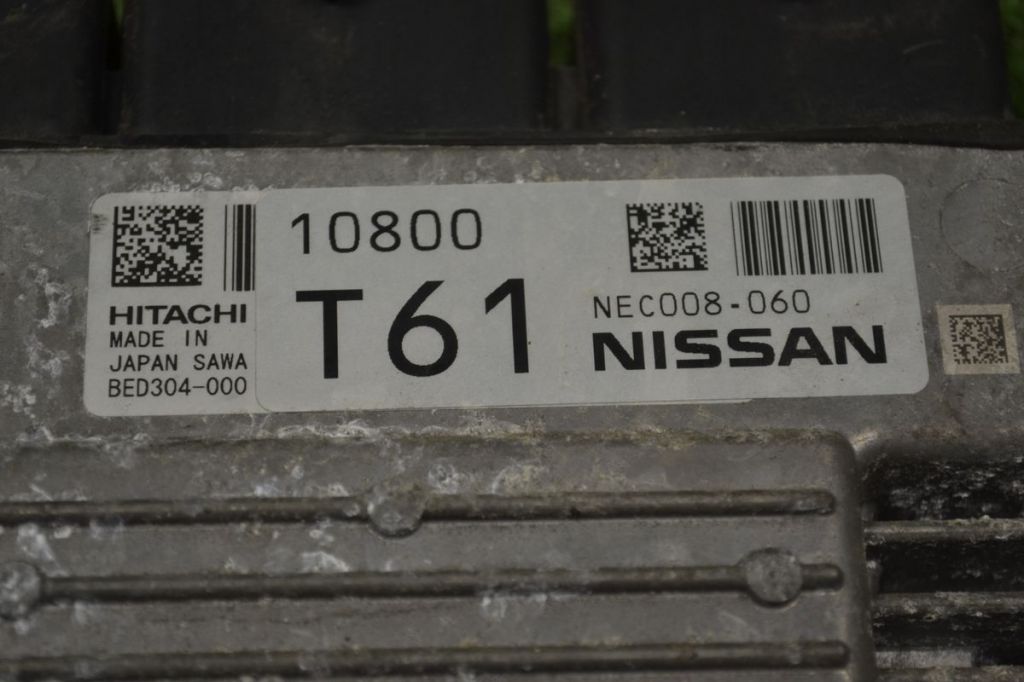 HITACHI
MADE IN
JAPAN SAWA
BED304-000
10800
T61
NEC008-060
NISSAN